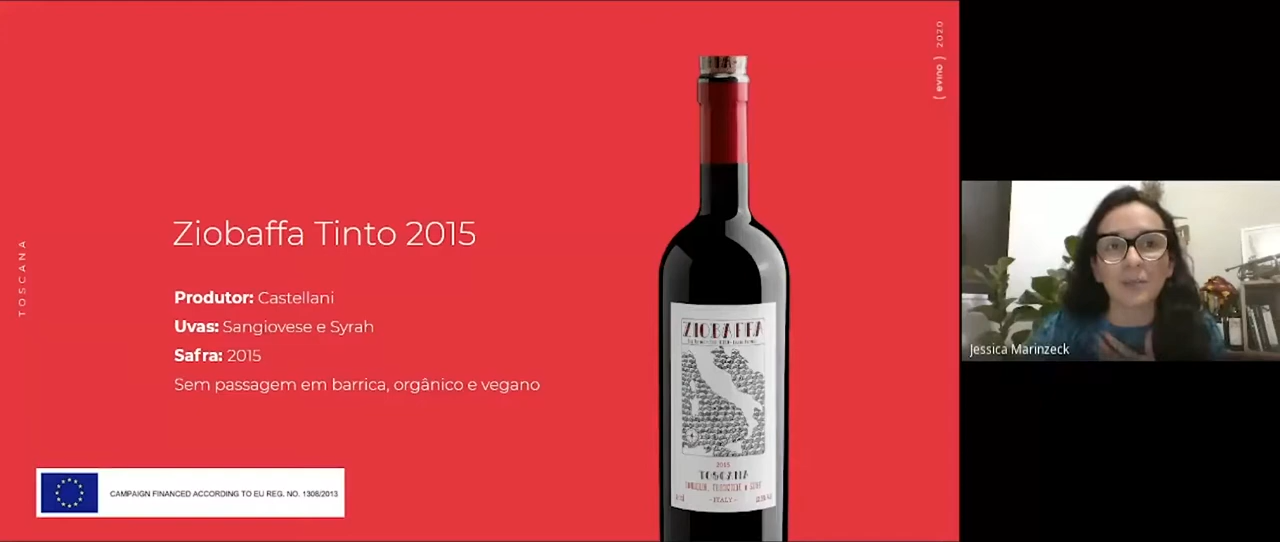 ( evino ) 2020
TOSCANA
Ziobaffa Tinto 2015
Produtor: Castellani
Uvas: Sangiovese e Syrah
Safra: 2015
Sem passagem em barrica, orgânico e vegano
CAMPAIGN FINANCED ACCORDING TO EU REG. NO. 1308/2013
ZIOBAFFA
2015
TOSCANA
- ITALY -
Jessica Marinzeck